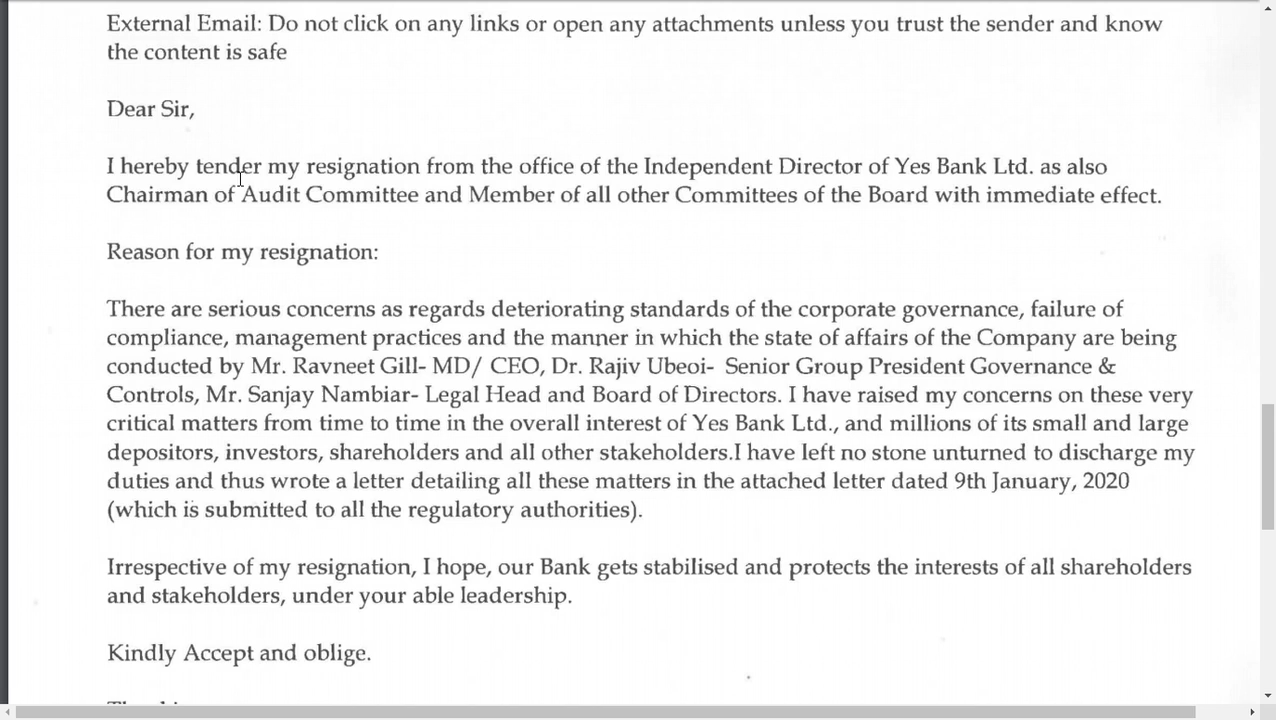 External Email: Do not click on any links or open any attachments unless you trust the sender and know
the content is safe
Dear Sir,
I hereby tender my resignation from the office of the Independent Director of Yes Bank Ltd. as also
Chairman of Audit Committee and Member of all other Committees of the Board with immediate effect.
Reason for my resignation:
There are serious concerns as regards deteriorating standards of the corporate governance, failure of
compliance, management practices and the manner in which the state of affairs of the Company are being
conducted by Mr. Ravneet Gill- MD/ CEO, Dr. Rajiv Ubeoi- Senior Group President Governance &
Controls, Mr. Sanjay Nambiar- Legal Head and Board of Directors. I have raised my concerns on these very
critical matters from time to time in the overall interest of Yes Bank Ltd., and millions of its small and large
depositors, investors, shareholders and all other stakeholders.I have left no stone unturned to discharge my
duties and thus wrote a letter detailing all these matters in the attached letter dated 9th January, 2020
(which is submitted to all the regulatory authorities).
Irrespective of my resignation, I hope, our Bank gets stabilised and protects the interests of all shareholders
and stakeholders, under your able leadership.
Kindly Accept and oblige.